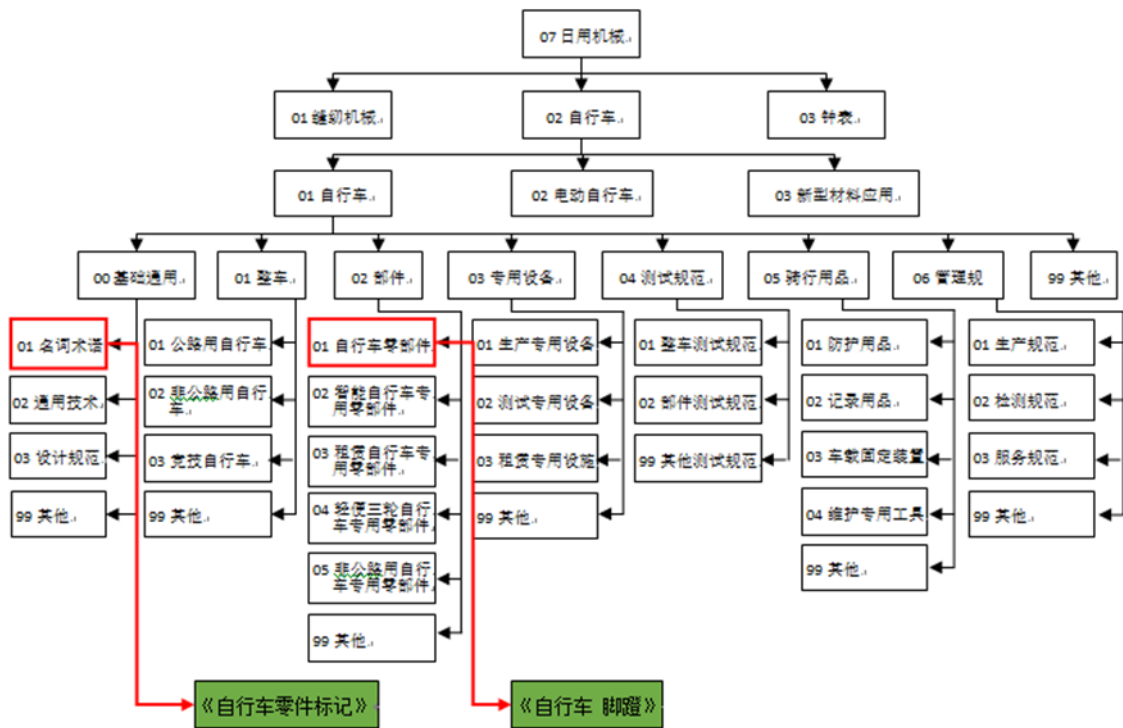 07 日用机械
01 缝纫机械
02 自行车
03 钟表
01 自行车
02 电动自行车
03 新型材料应用
00 基础通用
01 整车
02 部件
03 专用设备
04 测试规范
05 骑行用品
06 管理规
99 其他
01 名词术语
02 通用技术
03 设计规范
99 其他
01 公路用自行车
02 非公路用自行
车
03 竞技自行车
99 其他
01 自行车零部件
02 智能自行车专
用零部件
03 租赁自行车专
用零部件
04 轻便三轮自行
车专用零部件
05 非公路用自行
车专用零部件
99 其他
01 生产专用设备
02 测试专用设备
03 租赁专用设施
99 其他
01 整车测试规范
02 部件测试规范
99 其他测试规范
01 防护用品
02 记录用品
03 车载固定装置
04 维护专用工具
99 其他
01 生产规范
02 检测规范
03 服务规范
99 其他
《自行车零件标记》
《自行车 脚蹬》